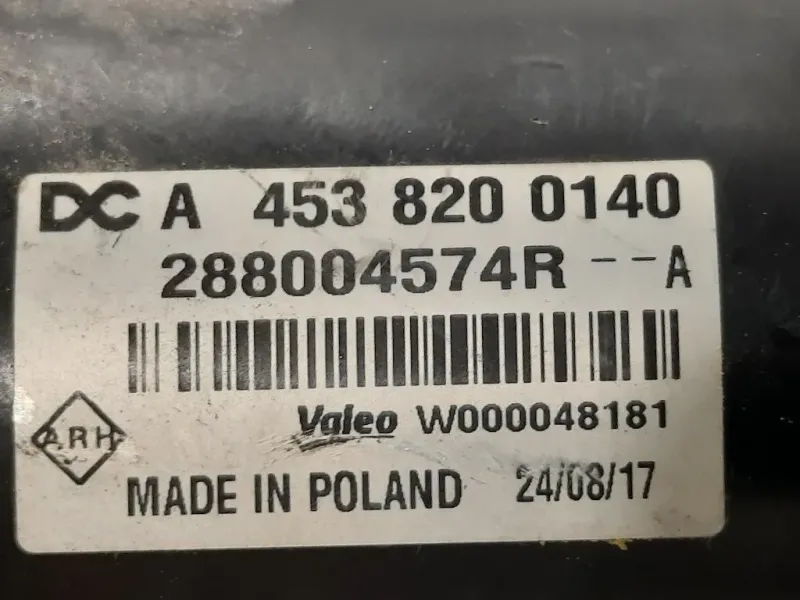 DC A 453 820 0140
288004574R -- A
Valeo W000048181
ARH
MADE IN POLAND 24/08/17